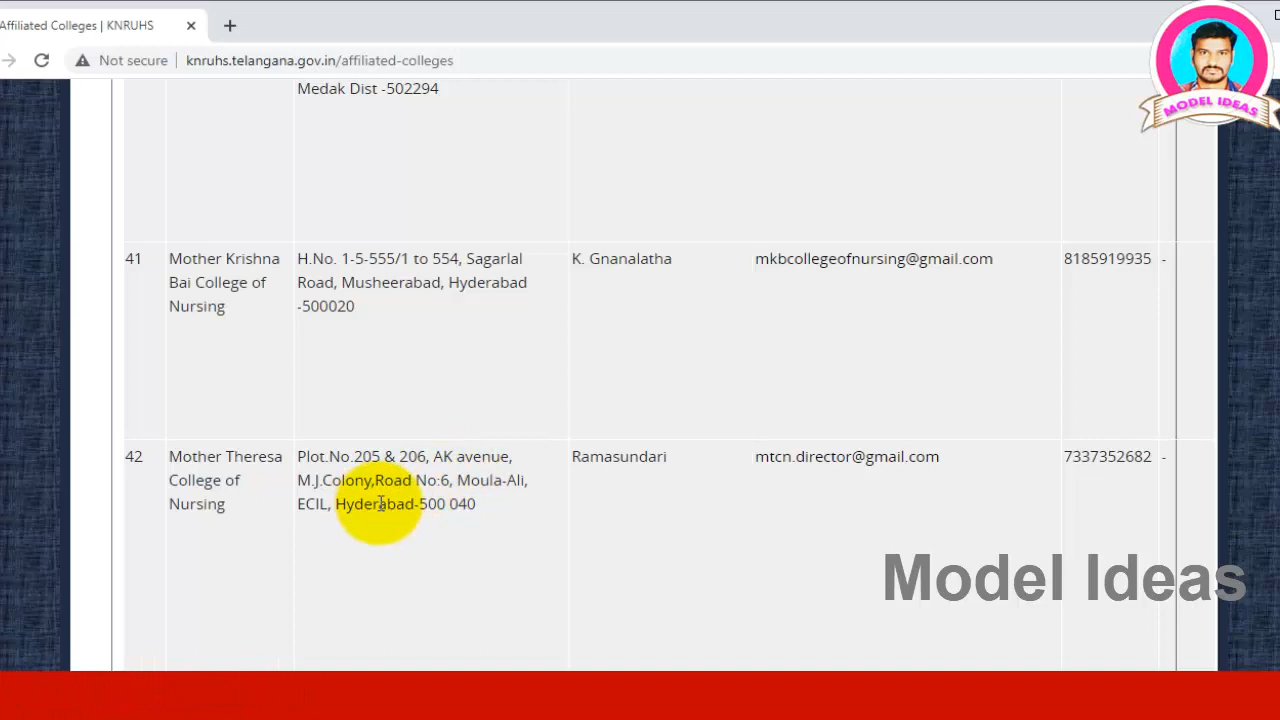 Affiliated Colleges | KNRUHS
Not secure | knruhs.telangana.gov.in/affiliated-colleges
MODEL IDEAS
Medak Dist -502294
41 Mother Krishna H.No. 1-5-555/1 to 554, Sagarlal K. Gnanalatha mkbcollegeofnursing@gmail.com 8185919935 -
Bai College of Road, Musheerabad, Hyderabad
Nursing -500020
42 Mother Theresa Plot.No.205 & 206, AK avenue, Ramasundari mtcn.director@gmail.com 7337352682 -
College of M.J.Colony,Road No:6, Moula-Ali,
Nursing ECIL, Hyderabad-500 040
Model Ideas